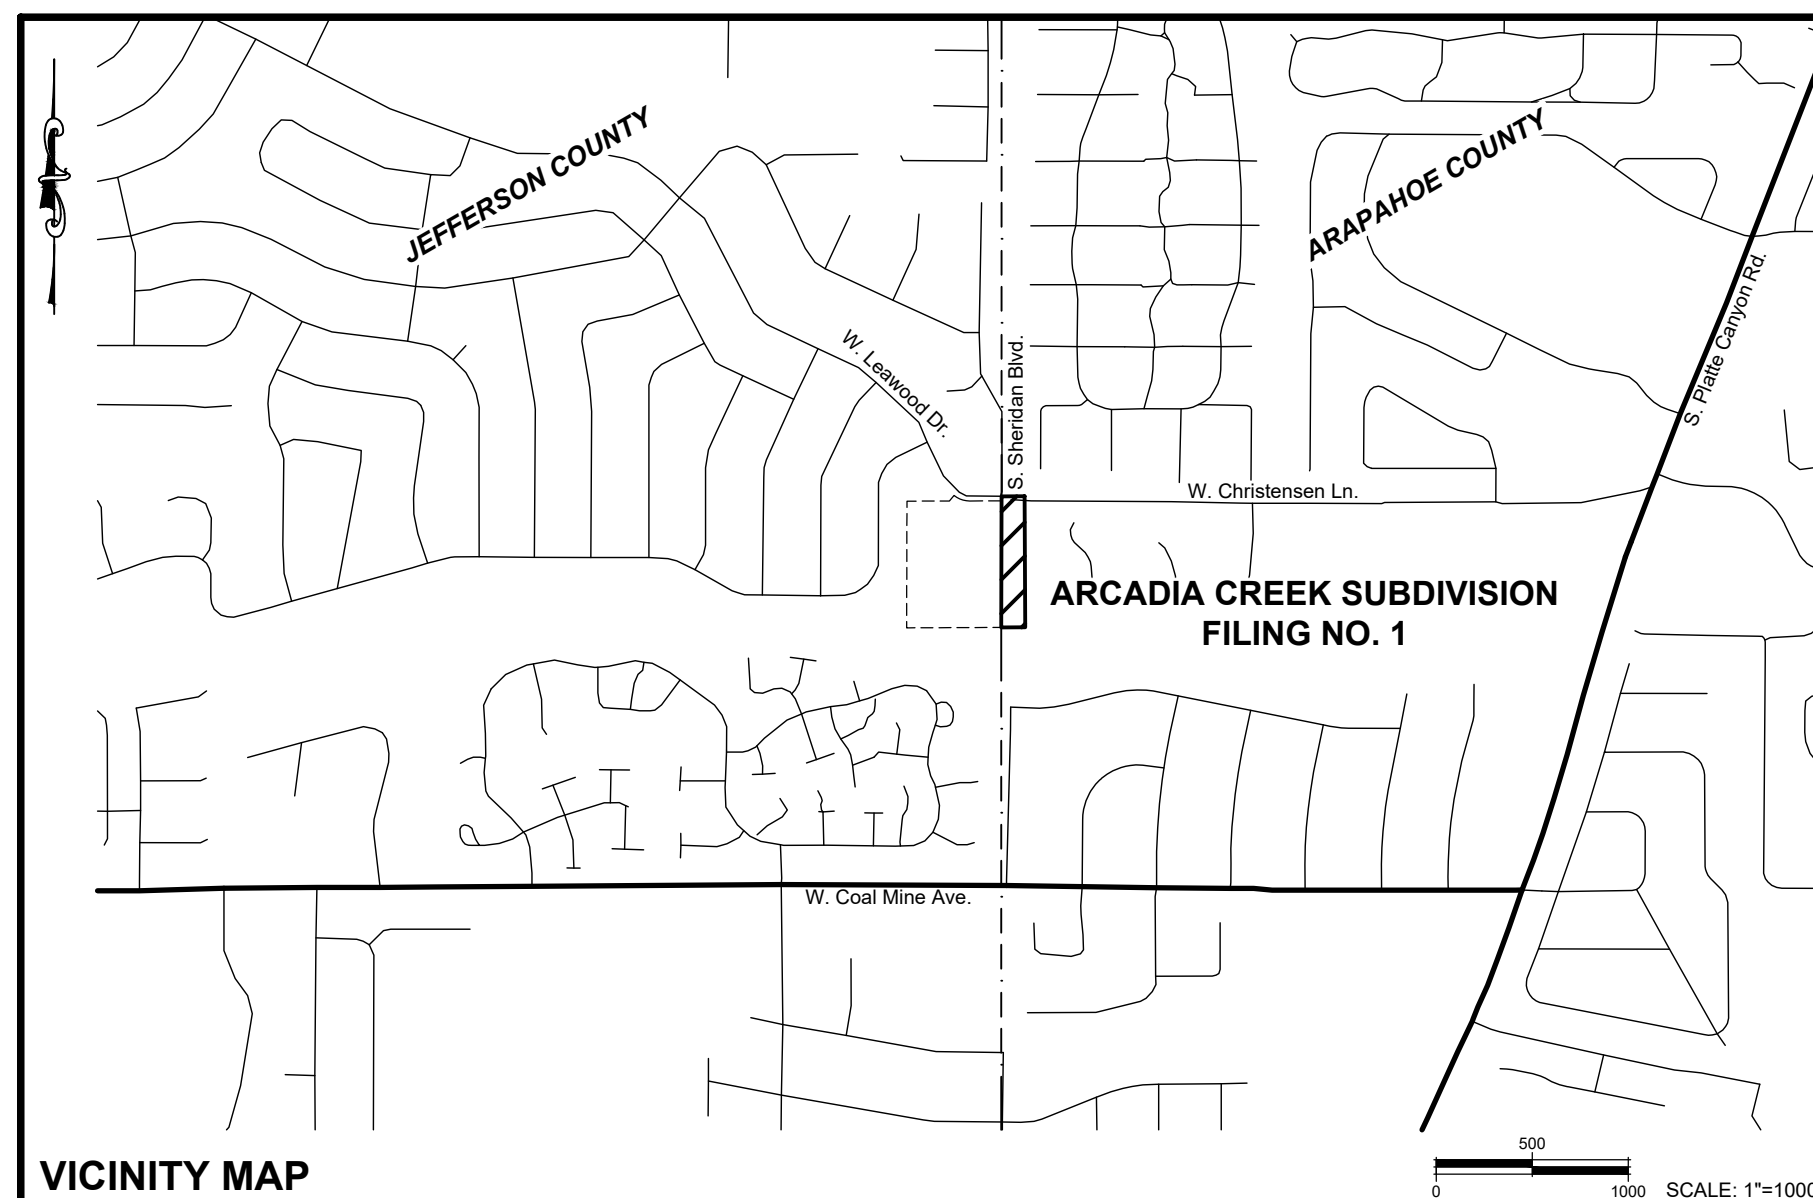 JEFFERSON COUNTY
ARAPAHOE COUNTY
S. Platte Canyon Rd.
W. Leawood Dr.
S. Sheridan Blvd.
W. Christensen Ln.
ARCADIA CREEK SUBDIVISION
FILING NO. 1
W. Coal Mine Ave.
VICINITY MAP
500
0
1000
SCALE: 1"=1000